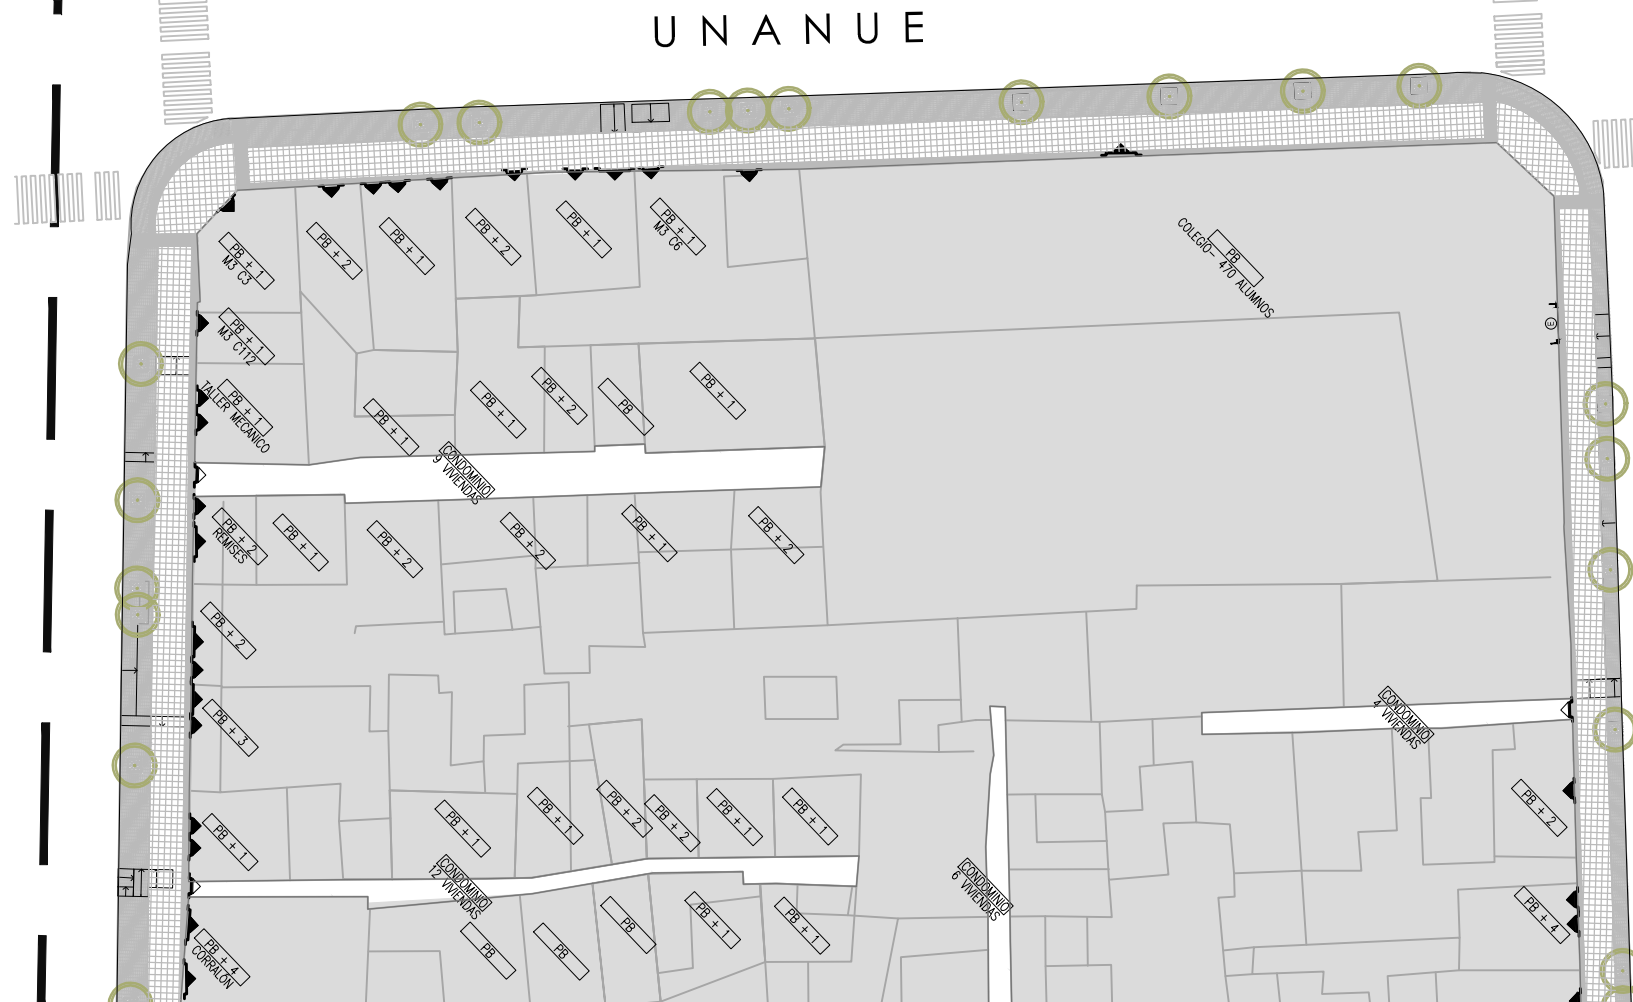 UNANUE
PB + 1
M3 C3
PB + 2
PB + 1
PB + 2
PB + 1
PB + 1
M3 C6
PB
COLEGIO- 470 ALUMNOS
E
PB + 1
M3 C112
PB + 1
TALLER MECANICO
PB + 1
PB + 1
PB + 2
PB
PB + 1
CONDOMINIO
9 VIVIENDAS
PB + 2
REMISES
PB + 1
PB + 2
PB + 2
PB + 1
PB + 2
PB + 2
PB + 3
CONDOMINIO
4 VIVIENDAS
PB + 1
PB + 1
PB + 1
PB + 2
PB + 2
PB + 1
PB + 1
PB + 2
CONDOMINIO
12 VIVIENDAS
CONDOMINIO
6 VIVIENDAS
PB + 4
CORRALON
PB
PB
PB
PB + 1
PB + 1
PB + 4